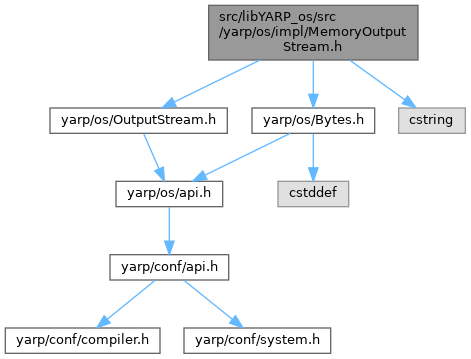 src/libYARP_os/src
/yarp/os/impl/MemoryOutput
Stream.h
yarp/os/OutputStream.h
yarp/os/Bytes.h
cstring
yarp/os/api.h
cstddef
yarp/conf/api.h
yarp/conf/compiler.h
yarp/conf/system.h